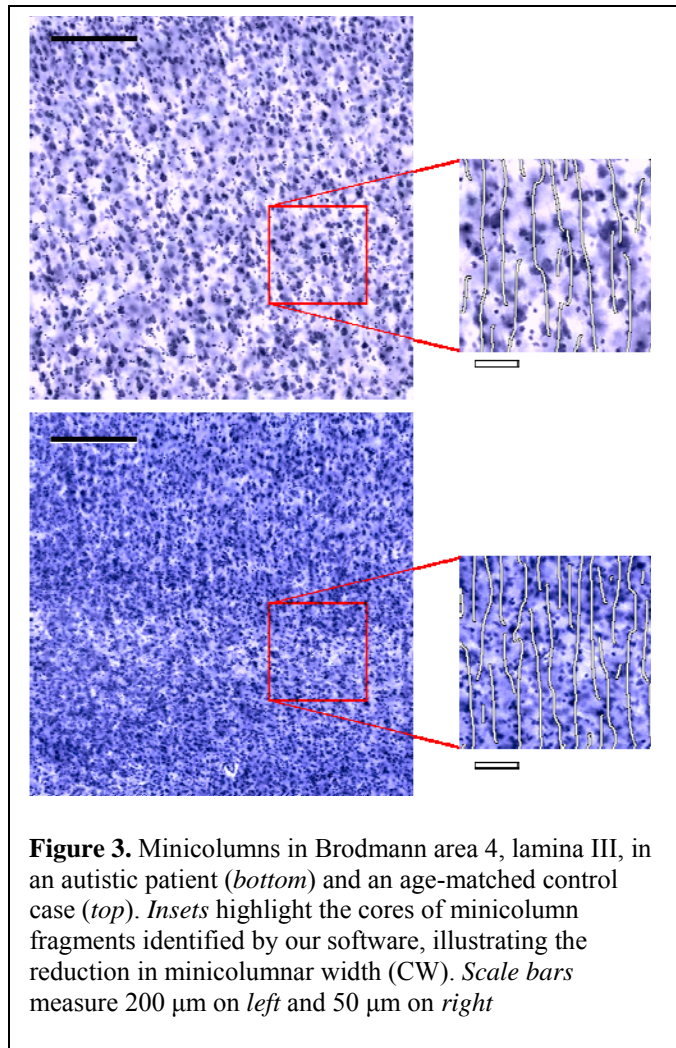 Figure 3. Minicolumns in Brodmann area 4, lamina III, in
an autistic patient (bottom) and an age-matched control
case (top). Insets highlight the cores of minicolumn
fragments identified by our software, illustrating the
reduction in minicolumnar width (CW). Scale bars
measure 200 μm on left and 50 μm on right